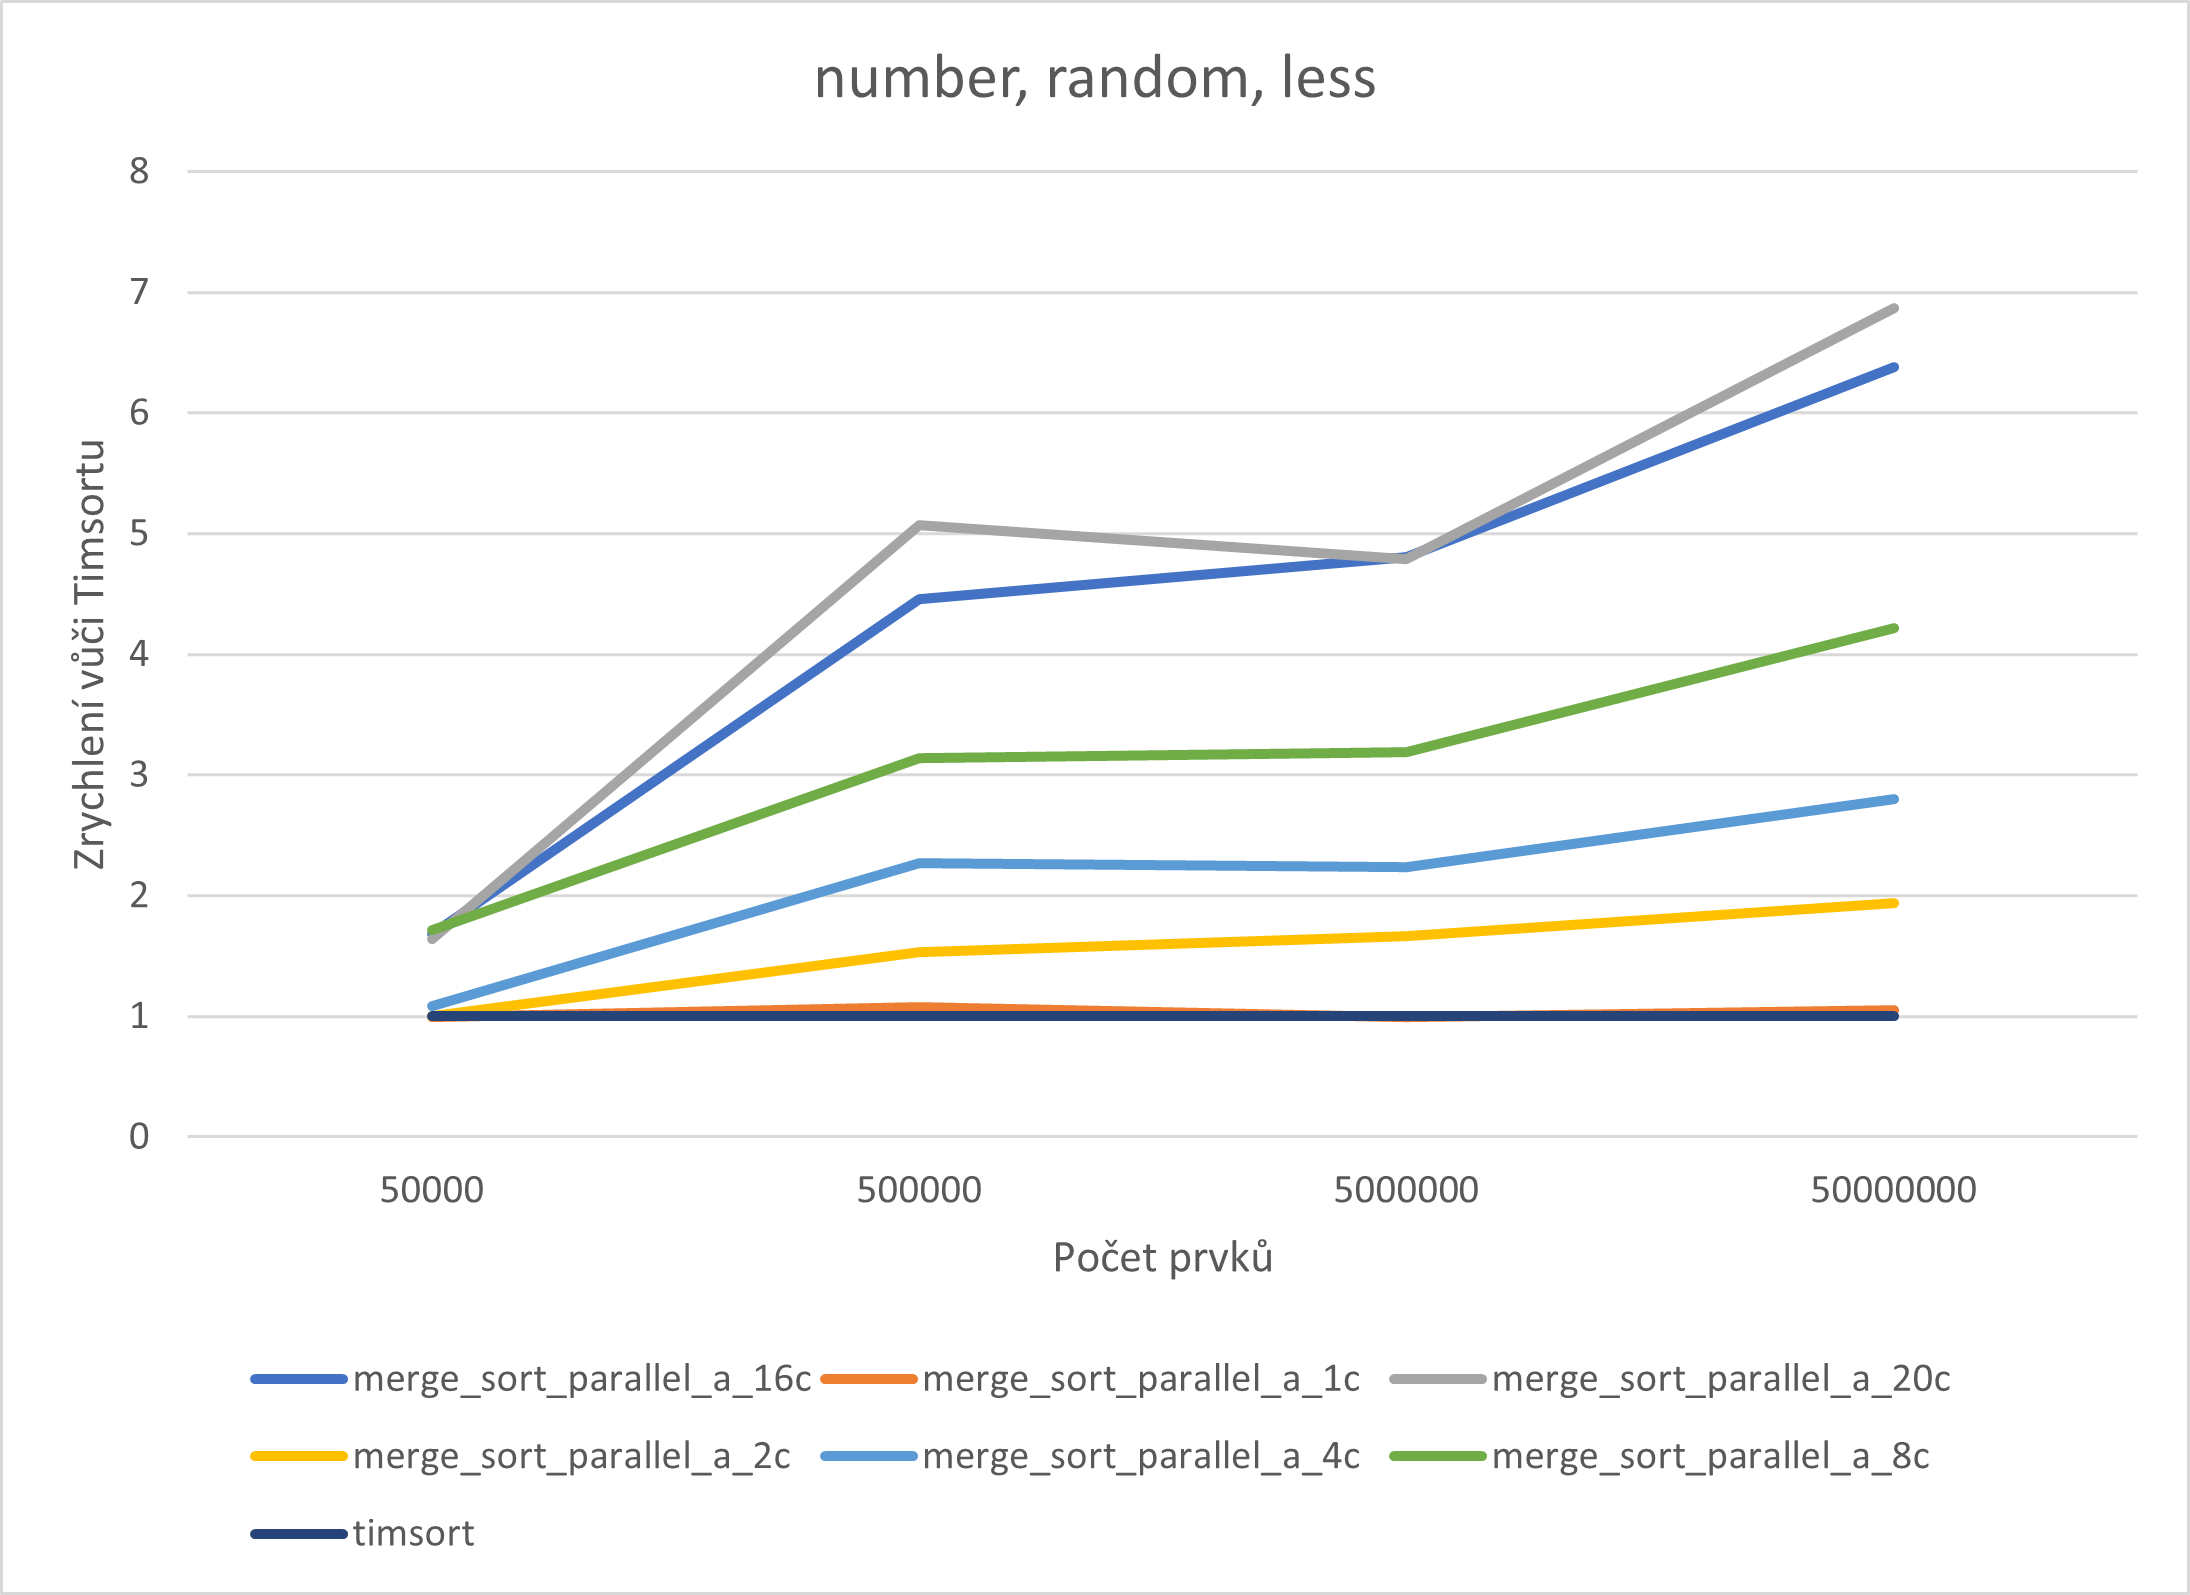 number, random, less
8
7
6
5
4
3
2
1
0
Zrychlení vůči Timsortu
50000 500000 5000000 50000000
Počet prvků
merge_sort_parallel_a_16c merge_sort_parallel_a_1c merge_sort_parallel_a_20c
merge_sort_parallel_a_2c merge_sort_parallel_a_4c merge_sort_parallel_a_8c
timsort